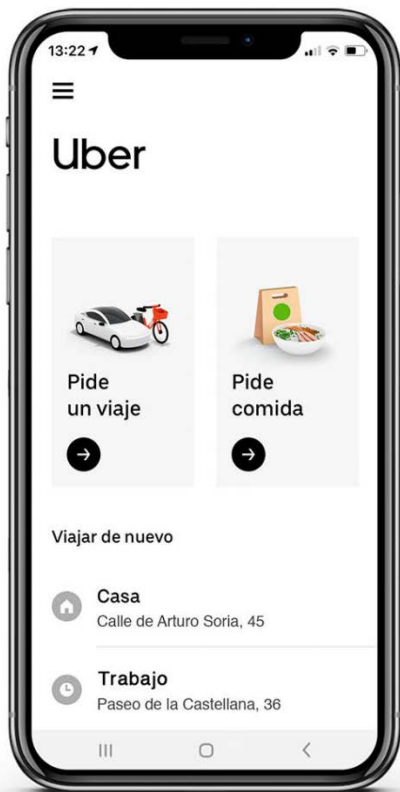 13:22
Uber
Pide
un viaje
Pide
comida
Viajar de nuevo
Casa
Calle de Arturo Soria, 45
Trabajo
Paseo de la Castellana, 36